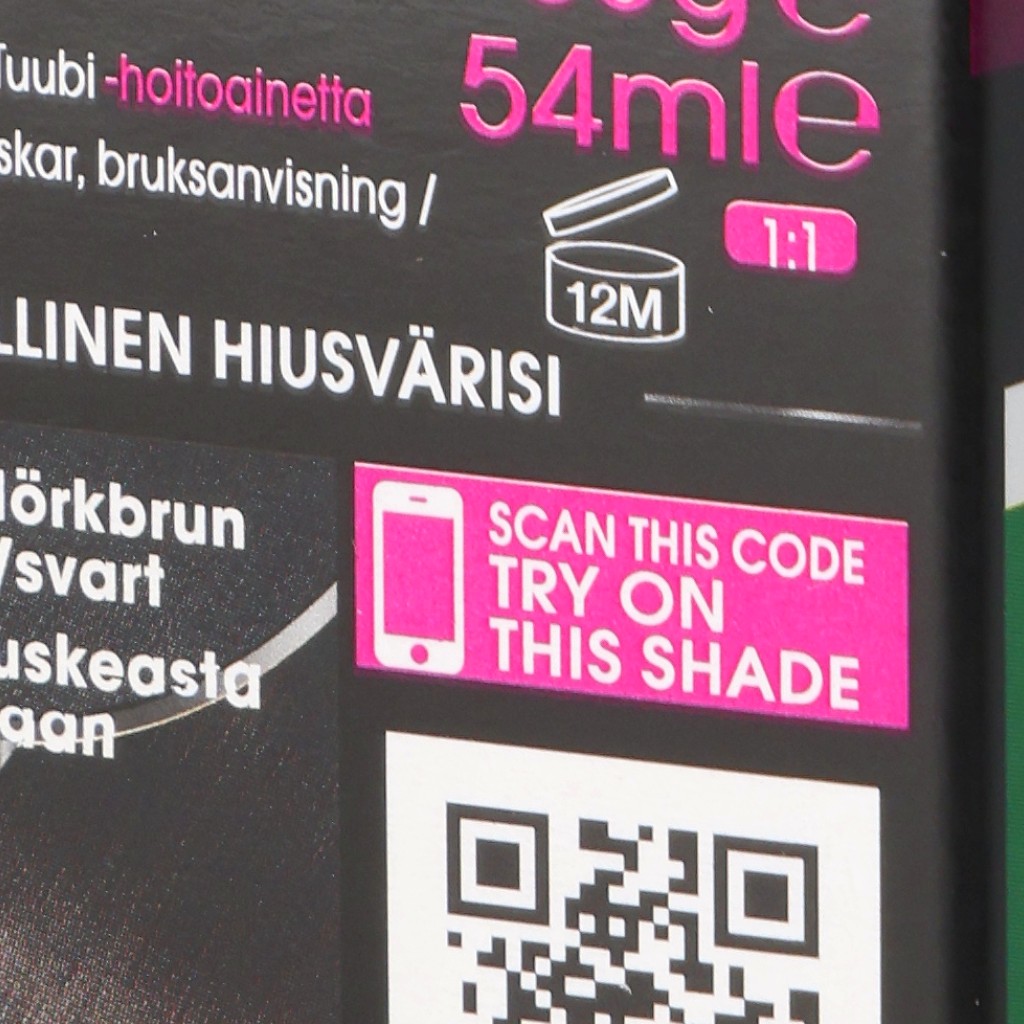 Tuubi -hoitoainetta
54ml e
skar, bruksanvisning /
1:1
12M
LLINEN HIUSVÄRISI
SCAN THIS CODE
TRY ON
THIS SHADE
örkbrun
/svart
uskeasta
aan